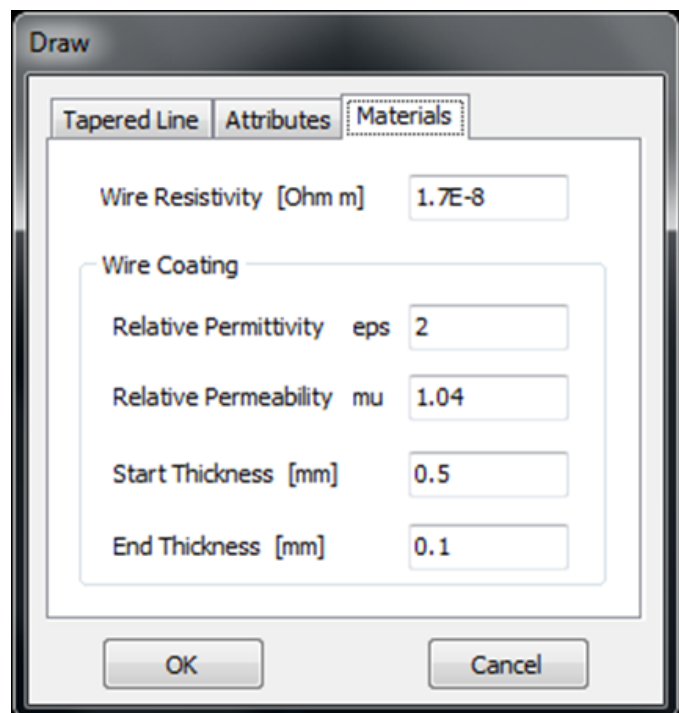 Draw
Tapered Line Attributes Materials
Wire Resistivity [Ohm m] 1.7E-8
Wire Coating
Relative Permittivity eps 2
Relative Permeability mu 1.04
Start Thickness [mm] 0.5
End Thickness [mm] 0.1
OK Cancel